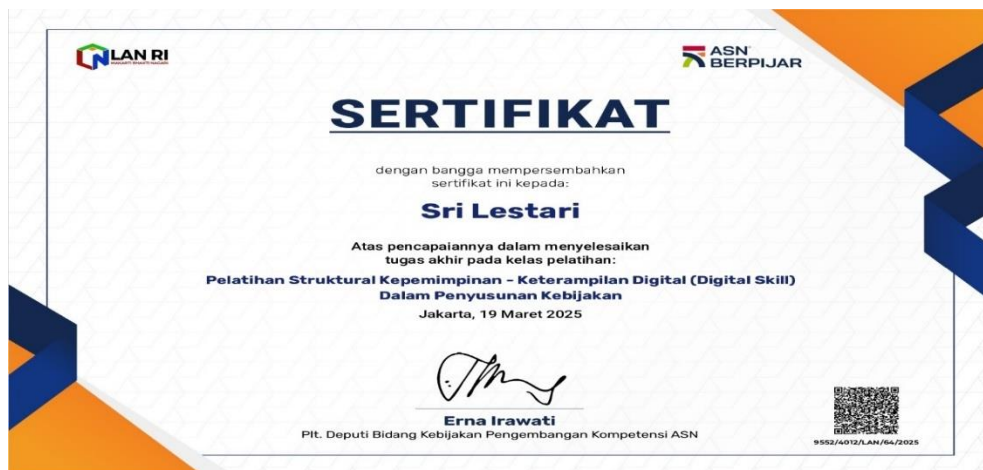 LAN RI
ASN
BERPIJAR
SERTIFIKAT
dengan bangga mempersembahkan
sertifikat ini kepada:
Sri Lestari
Atas pencapaiannya dalam menyelesaikan
tugas akhir pada kelas pelatihan:
Pelatihan Struktural Kepemimpinan - Keterampilan Digital (Digital Skill)
Dalam Penyusunan Kebijakan
Jakarta, 19 Maret 2025
Erna Irawati
Plt. Deputi Bidang Kebijakan Pengembangan Kompetensi ASN
9552/4012/LAN/64/2025